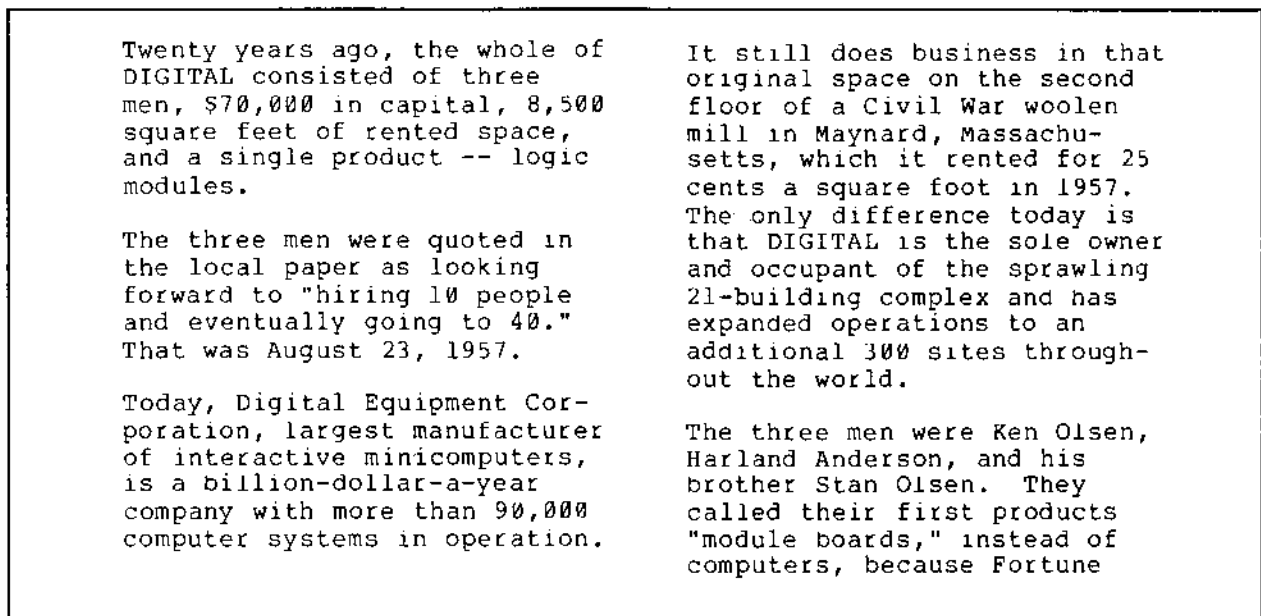 Twenty years ago, the whole of
DIGITAL consisted of three
men, $70,000 in capital, 8,500
square feet of rented space,
and a single product -- logic
modules.
The three men were quoted in
the local paper as looking
forward to "hiring 10 people
and eventually going to 40."
That was August 23, 1957.
Today, Digital Equipment Cor-
poration, largest manufacturer
of interactive minicomputers,
is a billion-dollar-a-year
company with more than 90,000
computer systems in operation.
It still does business in that
original space on the second
floor of a Civil War woolen
mill in Maynard, Massachu-
setts, which it rented for 25
cents a square foot in 1957.
The only difference today is
that DIGITAL is the sole owner
and occupant of the sprawling
21-building complex and has
expanded operations to an
additional 300 sites through-
out the world.
The three men were Ken Olsen,
Harland Anderson, and his
brother Stan Olsen.  They
called their first products
"module boards," instead of
computers, because Fortune